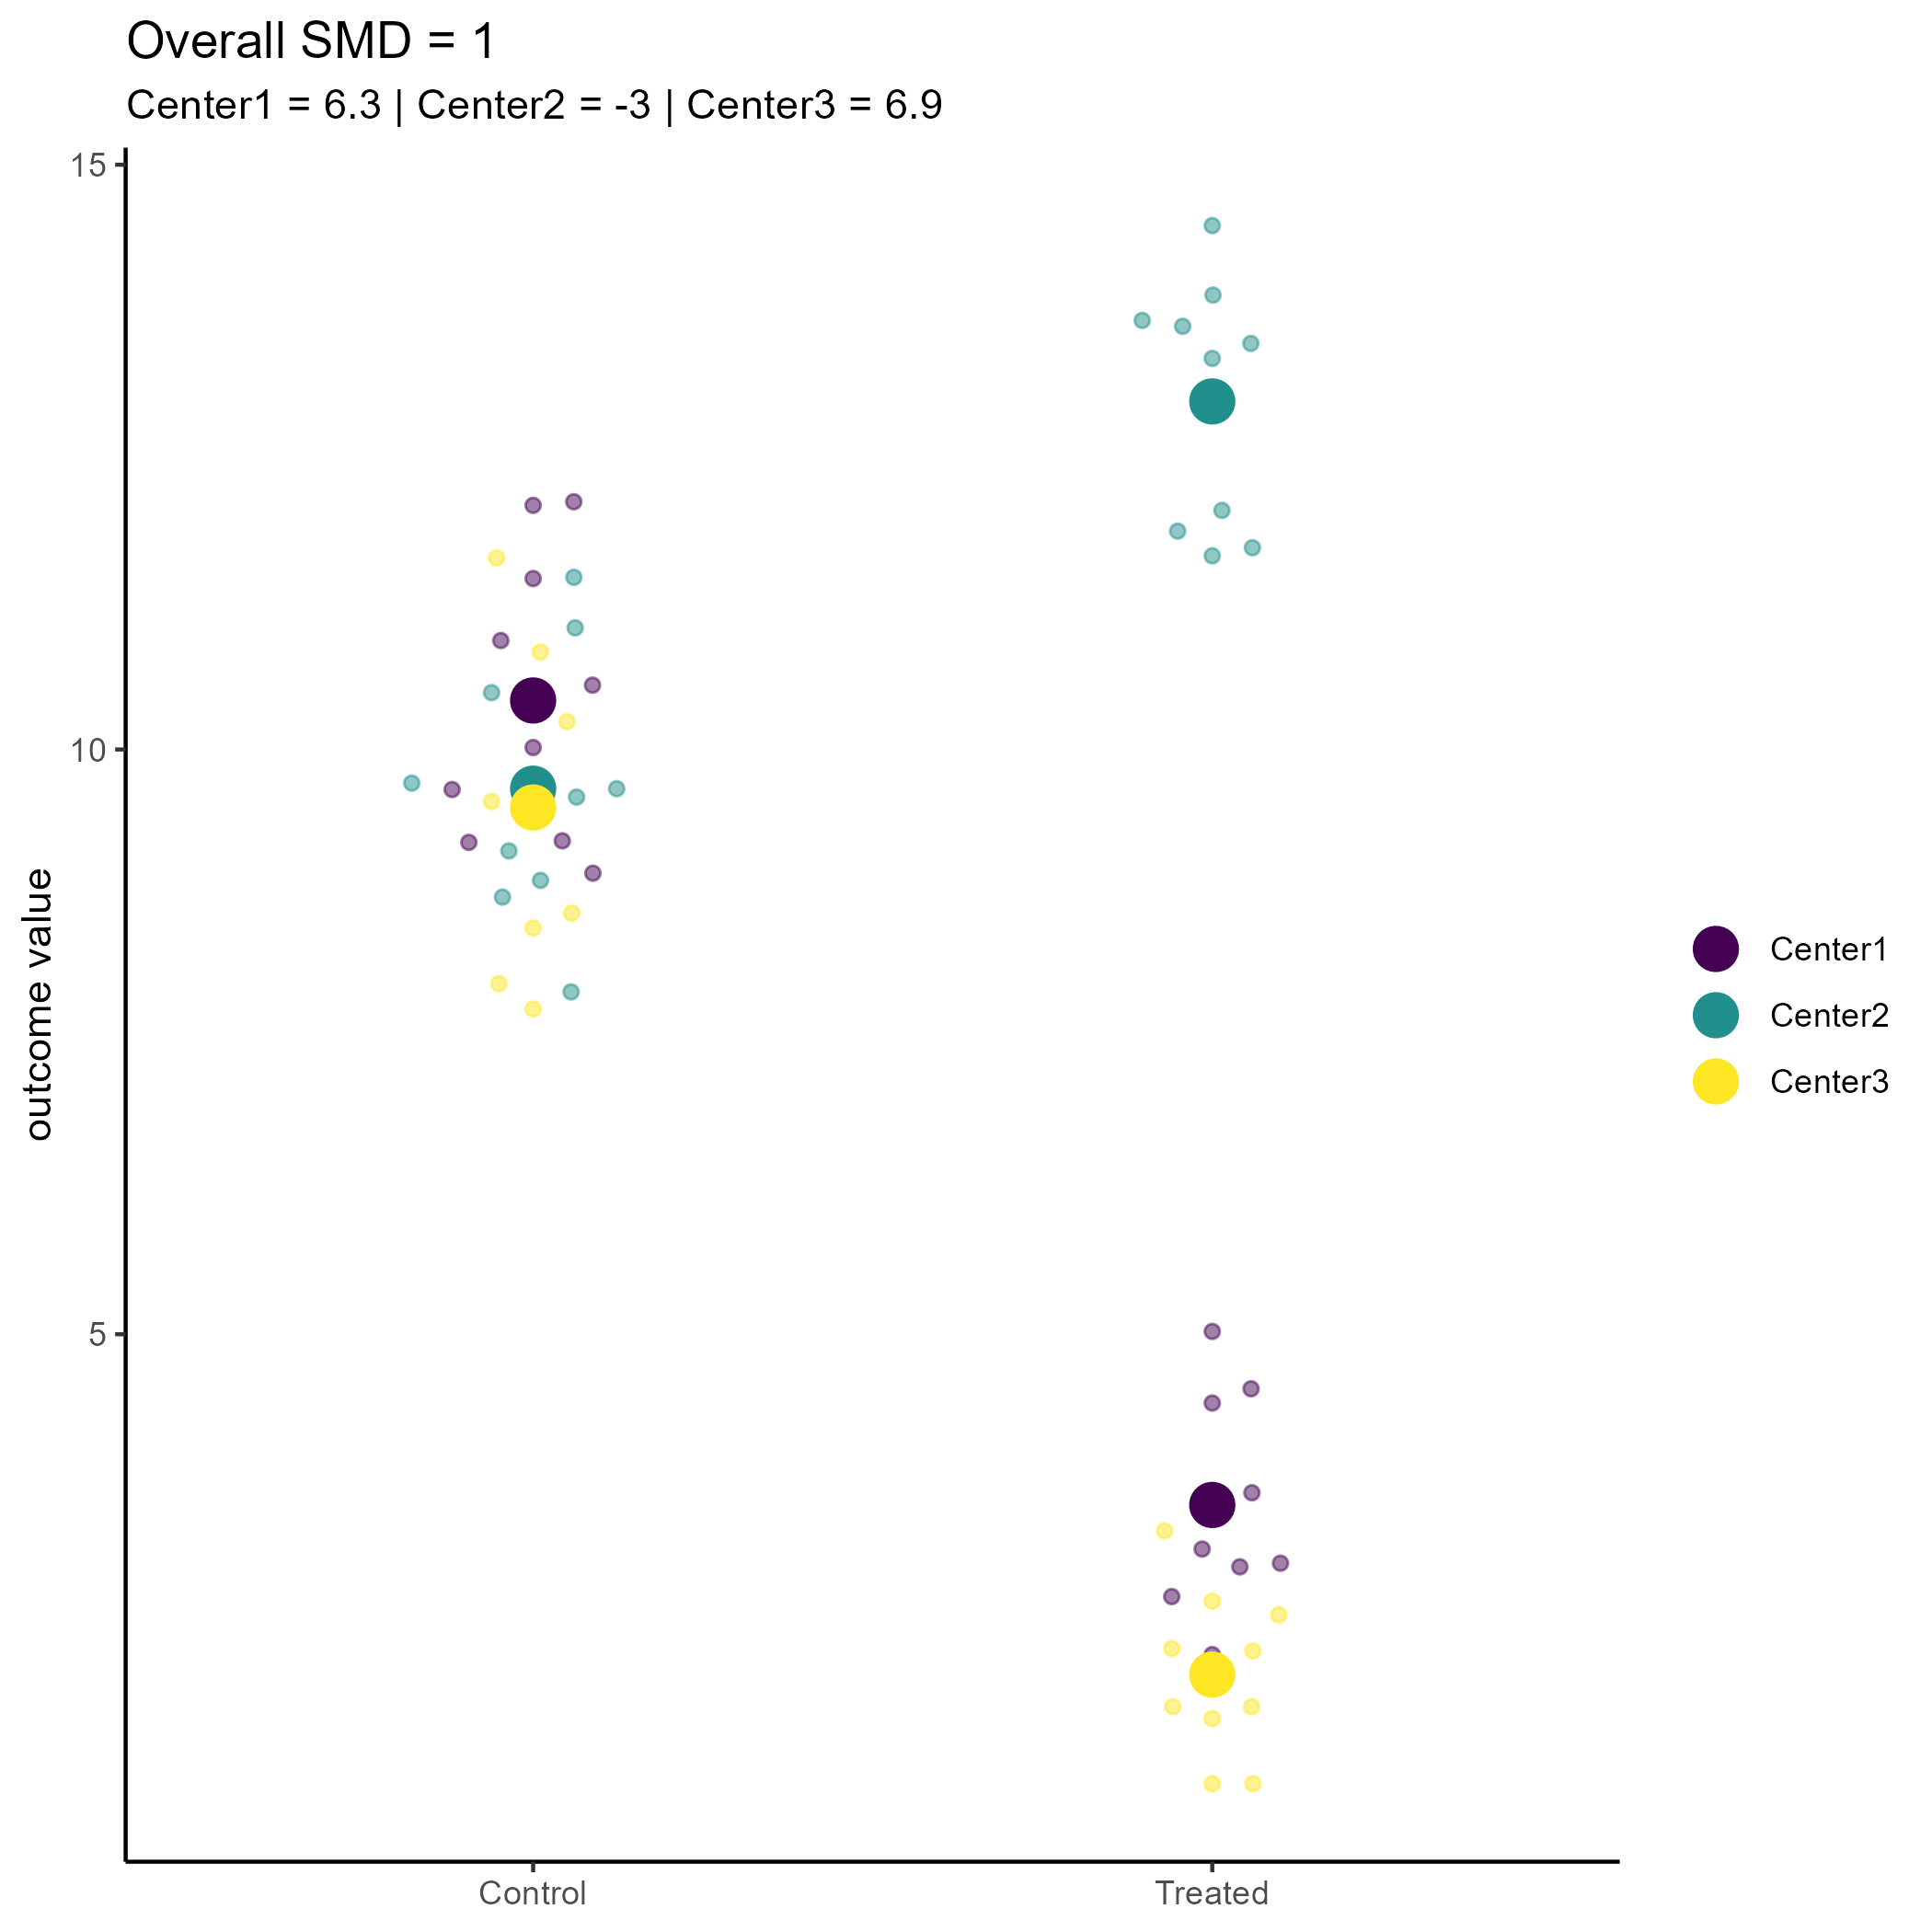 Overall SMD = 1
Center1 = 6.3 | Center2 = -3 | Center3 = 6.9
15
10
5
outcome value
Control
Treated
Center1
Center2
Center3